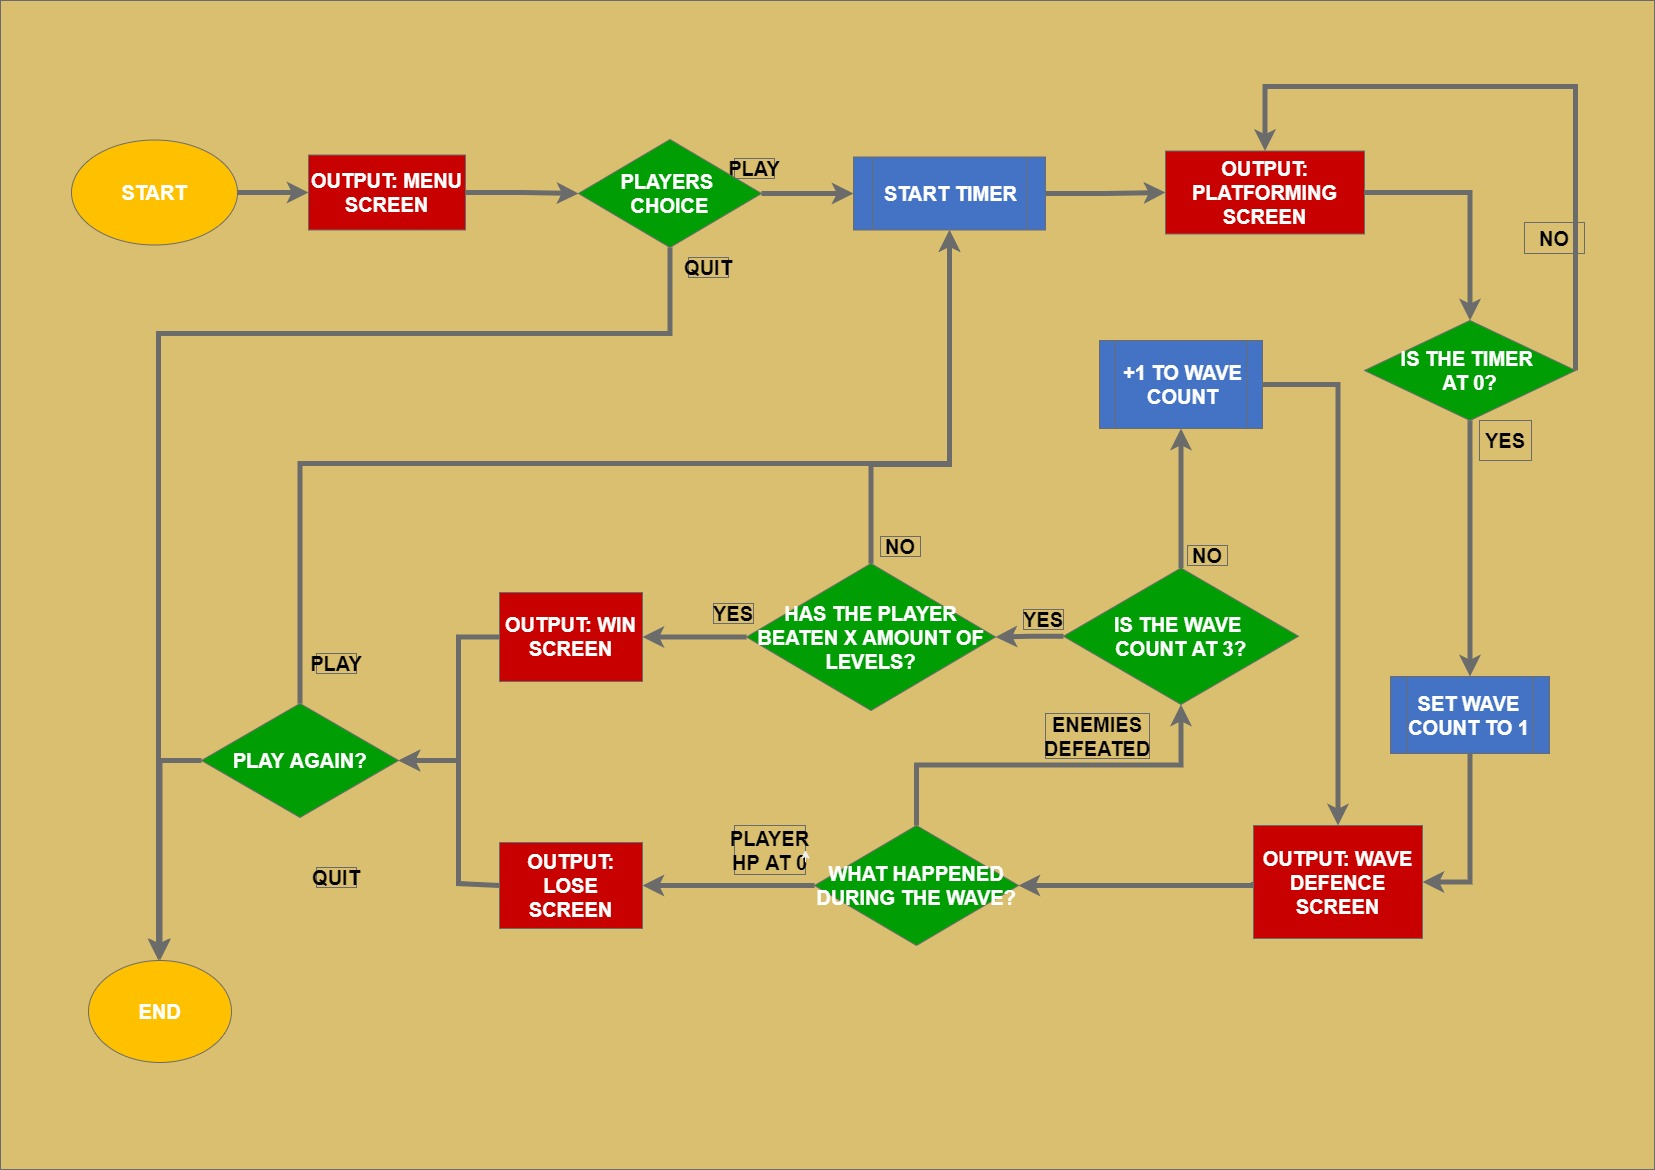 START
OUTPUT: MENU
SCREEN
PLAYERS
CHOICE
PLAY
QUIT
START TIMER
OUTPUT:
PLATFORMING
SCREEN
NO
IS THE TIMER
AT 0?
YES
+1 TO WAVE
COUNT
NO
IS THE WAVE
COUNT AT 3?
YES
NO
HAS THE PLAYER
BEATEN X AMOUNT OF
LEVELS?
YES
OUTPUT: WIN
SCREEN
PLAY
PLAY AGAIN?
QUIT
SET WAVE
COUNT TO 1
ENEMIES
DEFEATED
OUTPUT: WAVE
DEFENCE
SCREEN
WHAT HAPPENED
DURING THE WAVE?
PLAYER
HP AT 0
OUTPUT:
LOSE
SCREEN
END